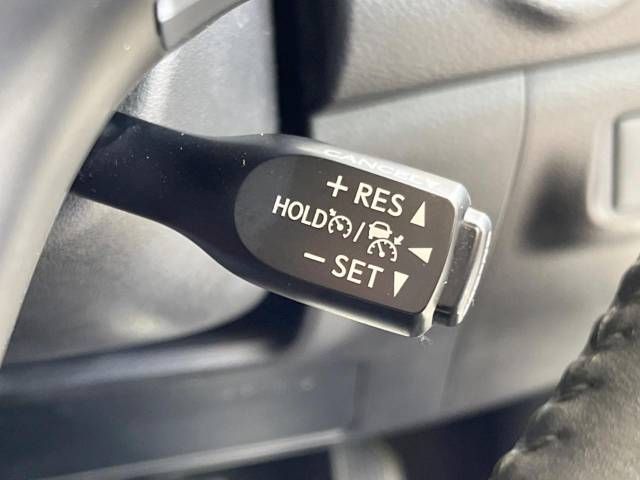 CANCEL
+ RES
HOLD /
− SET